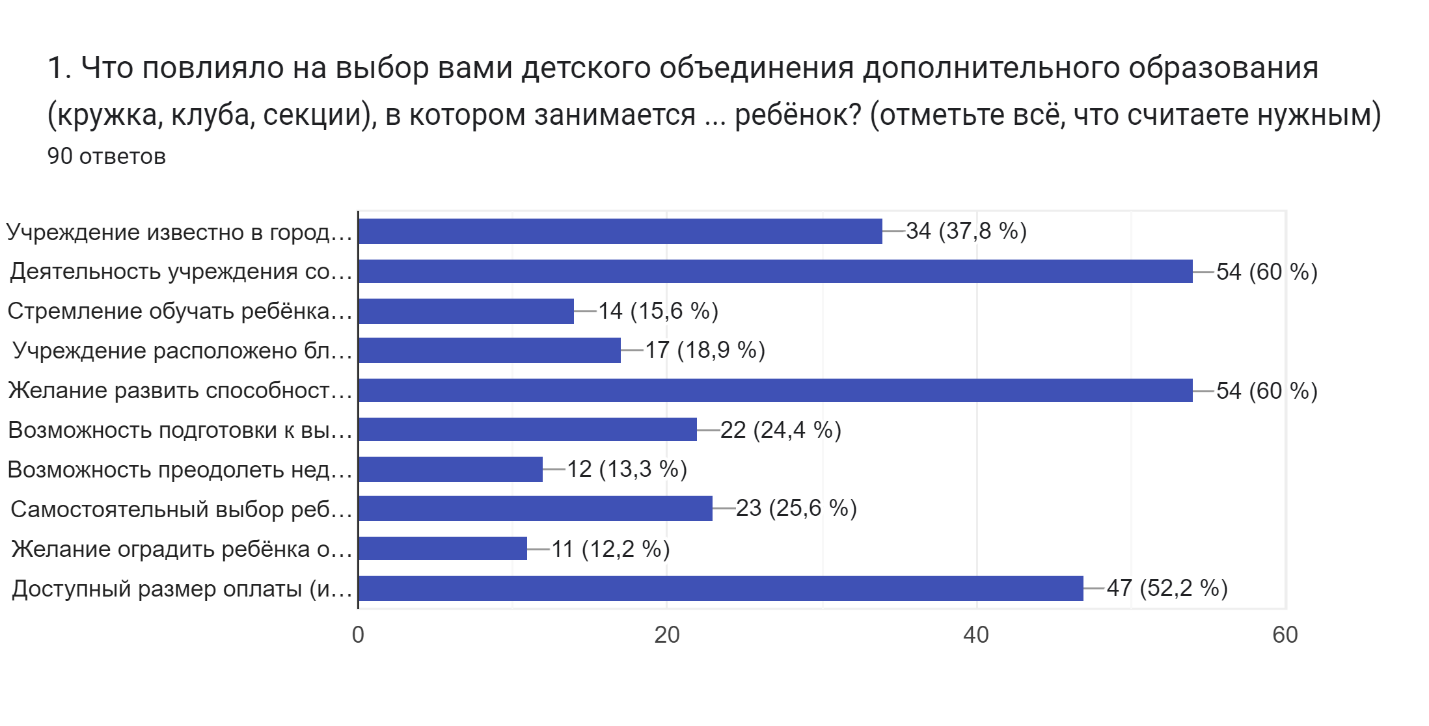 1. Что повлияло на выбор вами детского объединения дополнительного образования
(кружка, клуба, секции), в котором занимается ... ребёнок? (отметьте всё, что считаете нужным)
90 ответов
Учреждение известно в город… 34 (37,8 %)
Деятельность учреждения со… 54 (60 %)
Стремление обучать ребёнка… 14 (15,6 %)
Учреждение расположено бл… 17 (18,9 %)
Желание развить способност… 54 (60 %)
Возможность подготовки к вы… 22 (24,4 %)
Возможность преодолеть нед… 12 (13,3 %)
Самостоятельный выбор реб… 23 (25,6 %)
Желание оградить ребёнка о… 11 (12,2 %)
Доступный размер оплаты (и… 47 (52,2 %)
0 20 40 60